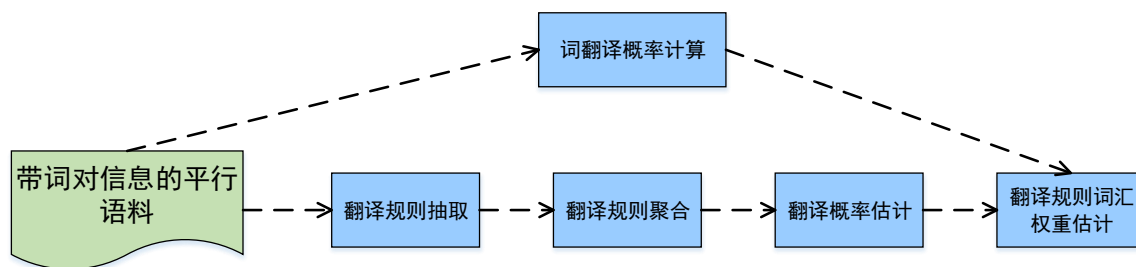 词翻译概率计算
带词对信息的平行
语料
翻译规则抽取
翻译规则聚合
翻译概率估计
翻译规则词汇
权重估计